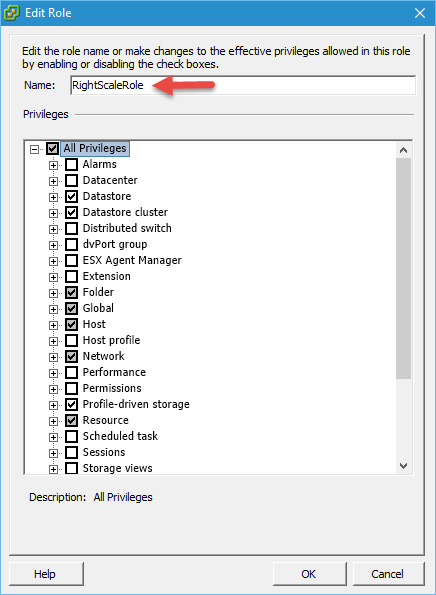 Edit Role
Edit the role name or make changes to the effective privileges allowed in this role
by enabling or disabling the check boxes.
Name: RightScaleRole
Privileges
All Privileges
Alarms
Datacenter
Datastore
Datastore cluster
Distributed switch
dvPort group
ESX Agent Manager
Extension
Folder
Global
Host
Host profile
Network
Performance
Permissions
Profile-driven storage
Resource
Scheduled task
Sessions
Storage views
Description: All Privileges
Help OK Cancel